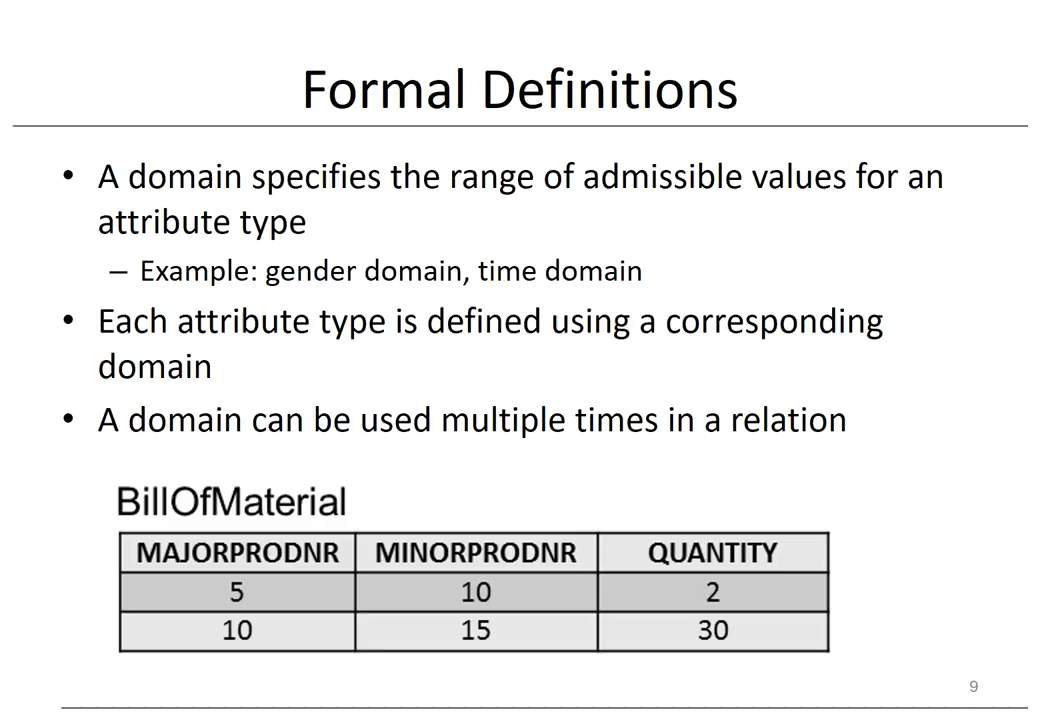 Formal Definitions
• A domain specifies the range of admissible values for an
attribute type
– Example: gender domain, time domain
• Each attribute type is defined using a corresponding
domain
• A domain can be used multiple times in a relation
BillOfMaterial
MAJORPRODNR MINORPRODNR QUANTITY
5 10 2
10 15 30
9